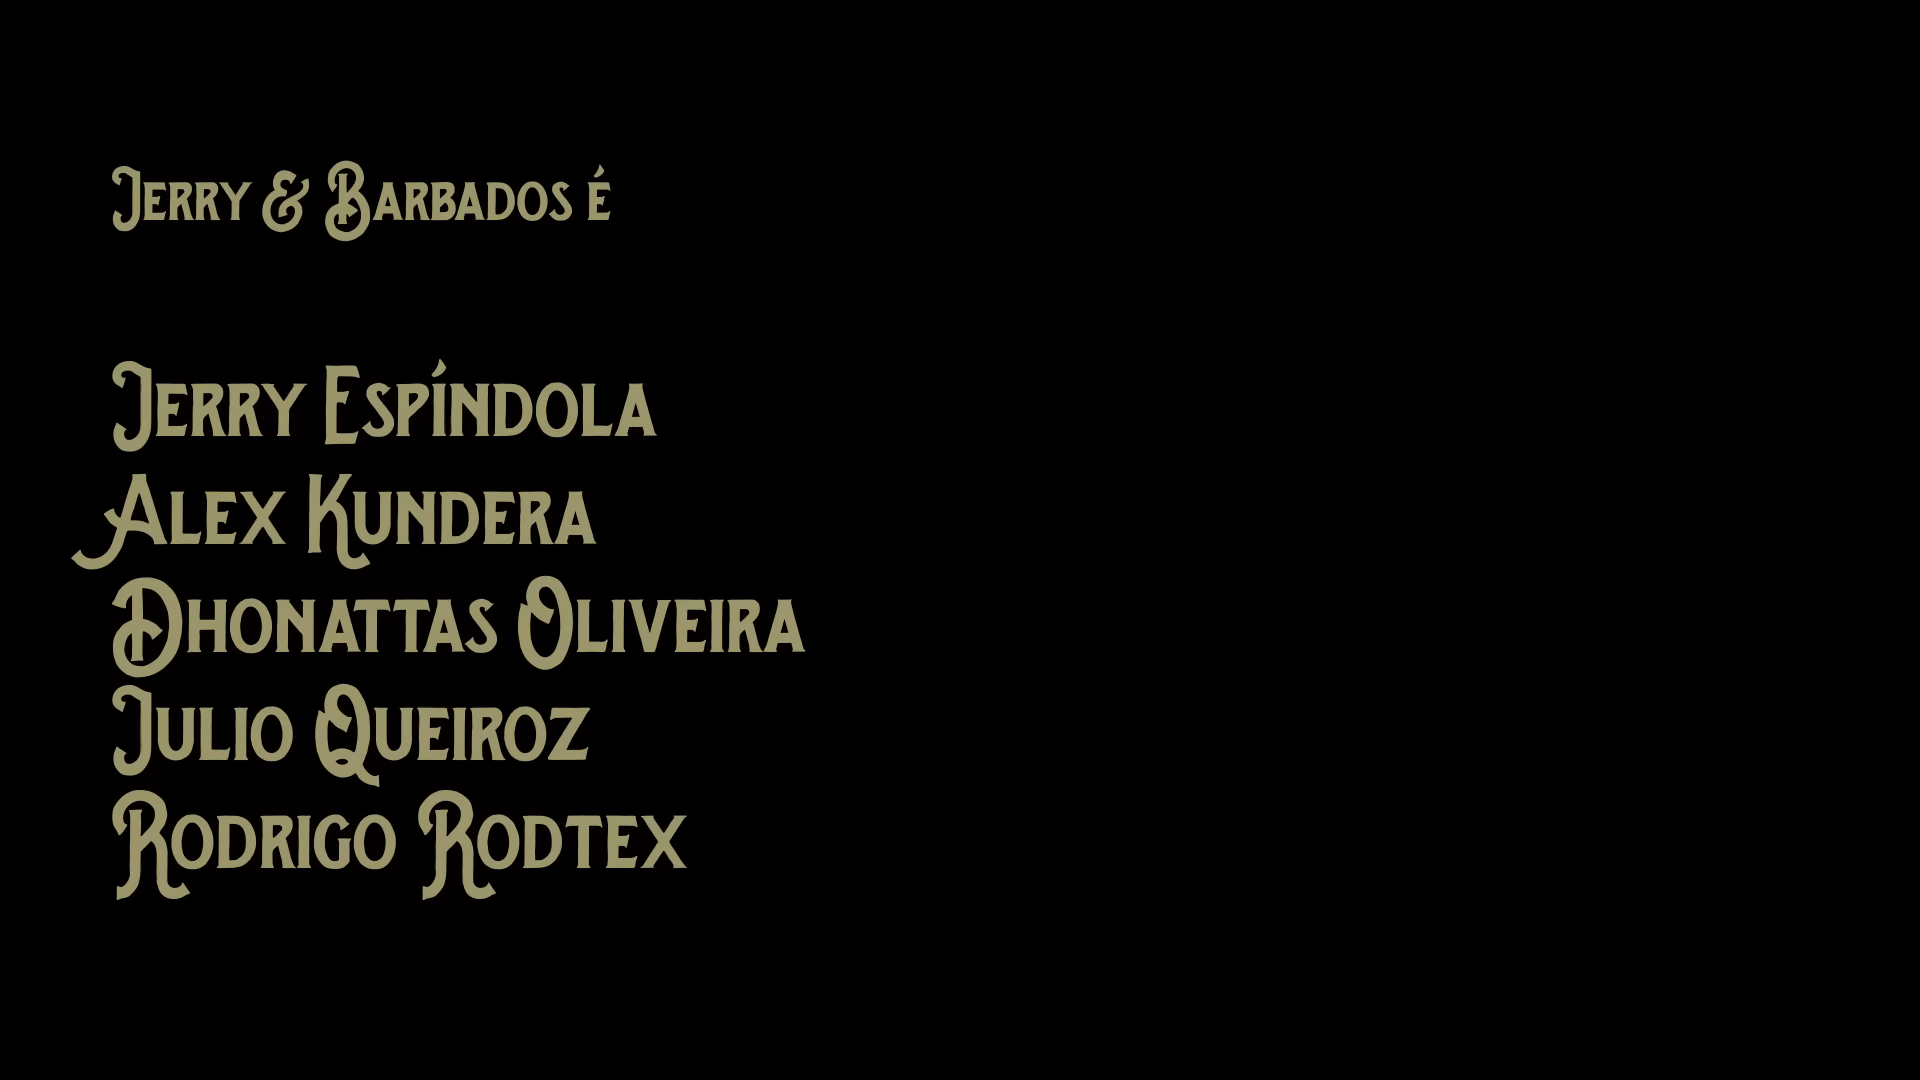 Jerry & Barbados é
Jerry Espíndola
Alex Kundera
Dhonattas Oliveira
Julio Queiroz
Rodrigo Rodtex